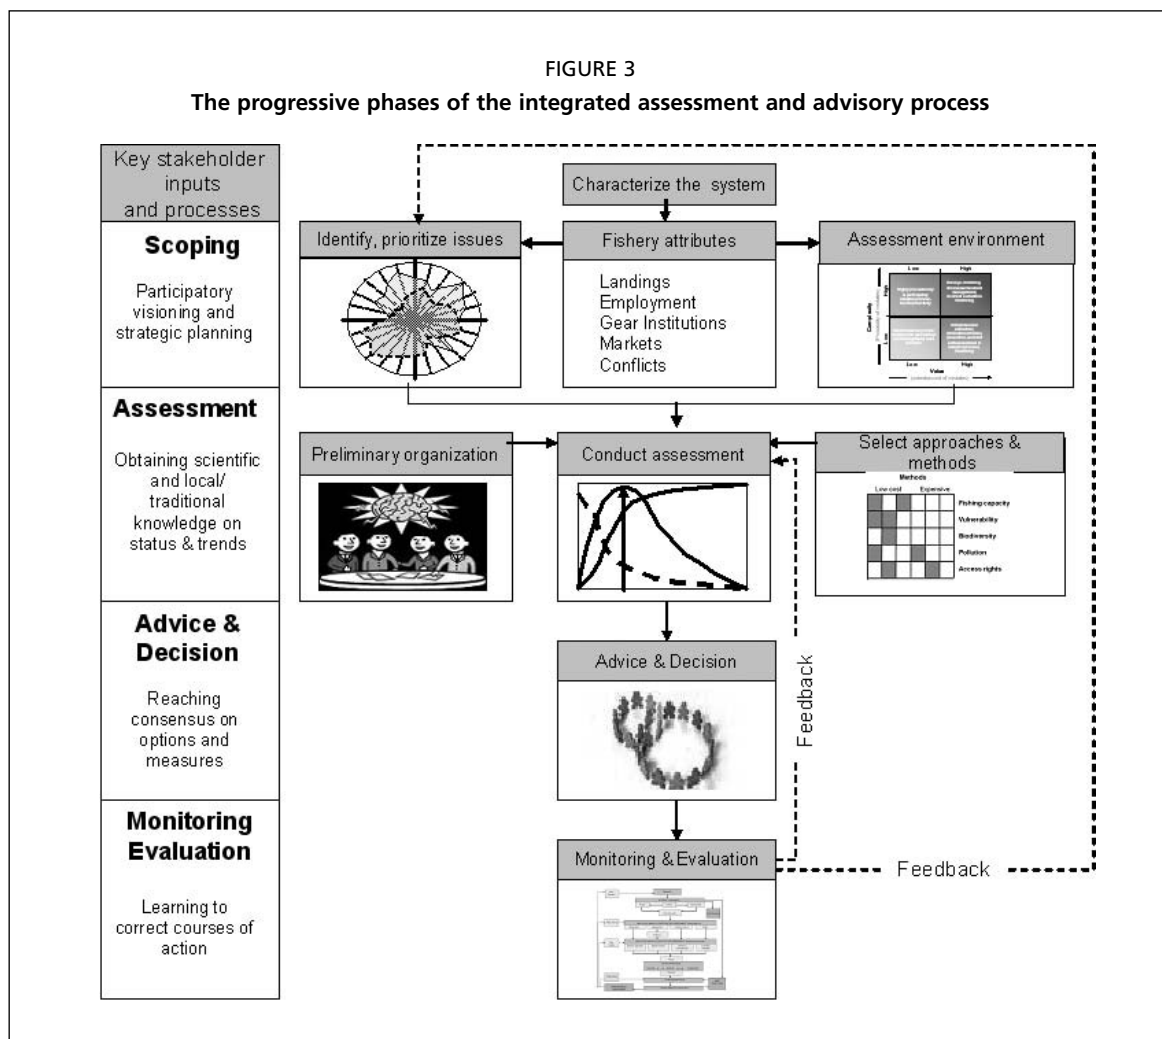 FIGURE 3
The progressive phases of the integrated assessment and advisory process
Key stakeholder
inputs
and processes
Scoping
Participatory
visioning and
strategic planning
Assessment
Obtaining scientific
and local/
traditional
knowledge on
status & trends
Advice &
Decision
Reaching
consensus on
options and
measures
Monitoring
Evaluation
Learning to
correct courses of
action
Characterize the system
Identify, prioritize issues
Fishery attributes
Landings
Employment
Gear Institutions
Markets
Conflicts
Assessment environment
Low High
Complexity
High
Low
Low High
Value
Preliminary organization
Conduct assessment
Select approaches &
methods
Methods
Low cost Expensive
Fishing capacity
Vulnerability
Biodiversity
Pollution
Access rights
Advice & Decision
Feedback
Monitoring & Evaluation
Feedback